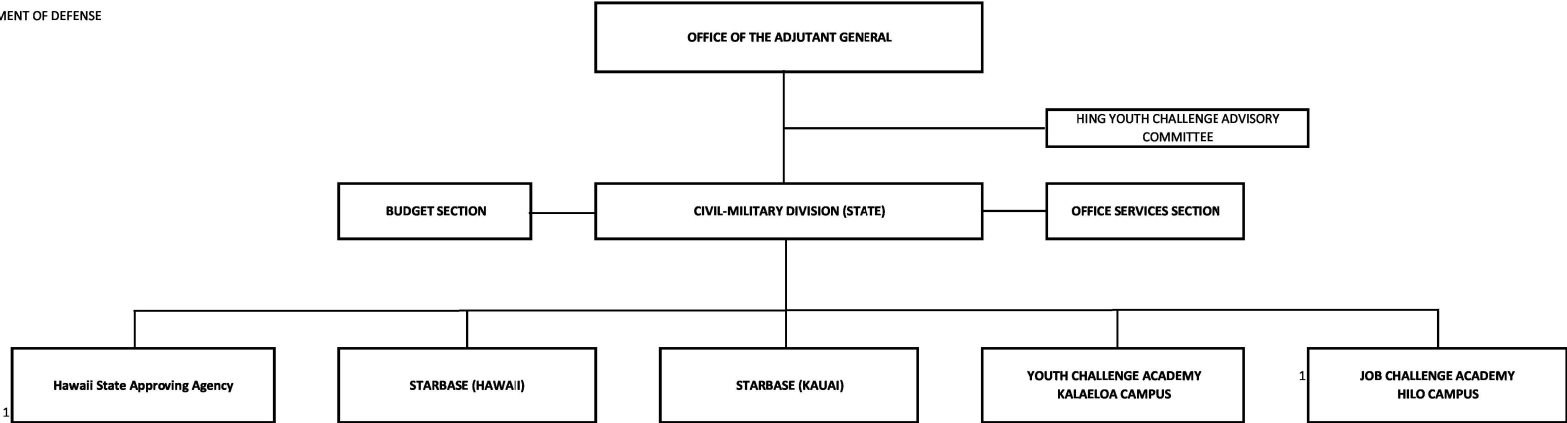 MENT OF DEFENSE
OFFICE OF THE ADJUTANT GENERAL
HING YOUTH CHALLENGE ADVISORY
COMMITTEE
BUDGET SECTION
CIVIL-MILITARY DIVISION (STATE)
OFFICE SERVICES SECTION
Hawaii State Approving Agency
STARBASE (HAWAII)
STARBASE (KAUAI)
YOUTH CHALLENGE ACADEMY
KALAELOA CAMPUS
1
JOB CHALLENGE ACADEMY
HILO CAMPUS
1